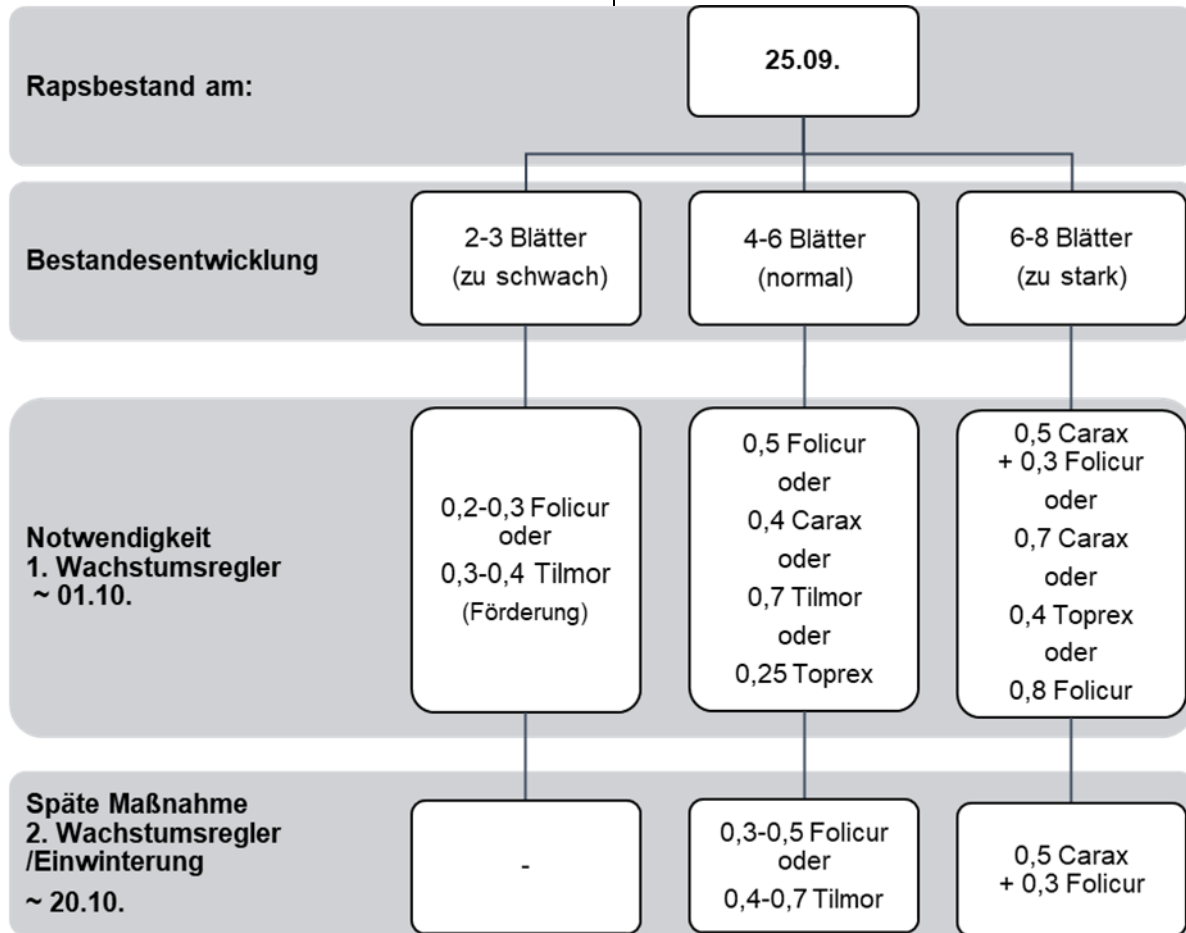 Rapsbestand am:
25.09.
Bestandesentwicklung
2-3 Blätter
(zu schwach)
4-6 Blätter
(normal)
6-8 Blätter
(zu stark)
Notwendigkeit
1. Wachstumsregler
~ 01.10.
0,2-0,3 Folicur
oder
0,3-0,4 Tilmor
(Förderung)
0,5 Folicur
oder
0,4 Carax
oder
0,7 Tilmor
oder
0,25 Toprex
0,5 Carax
+ 0,3 Folicur
oder
0,7 Carax
oder
0,4 Toprex
oder
0,8 Folicur
Späte Maßnahme
2. Wachstumsregler
/Einwinterung
~ 20.10.
-
0,3-0,5 Folicur
oder
0,4-0,7 Tilmor
0,5 Carax
+ 0,3 Folicur